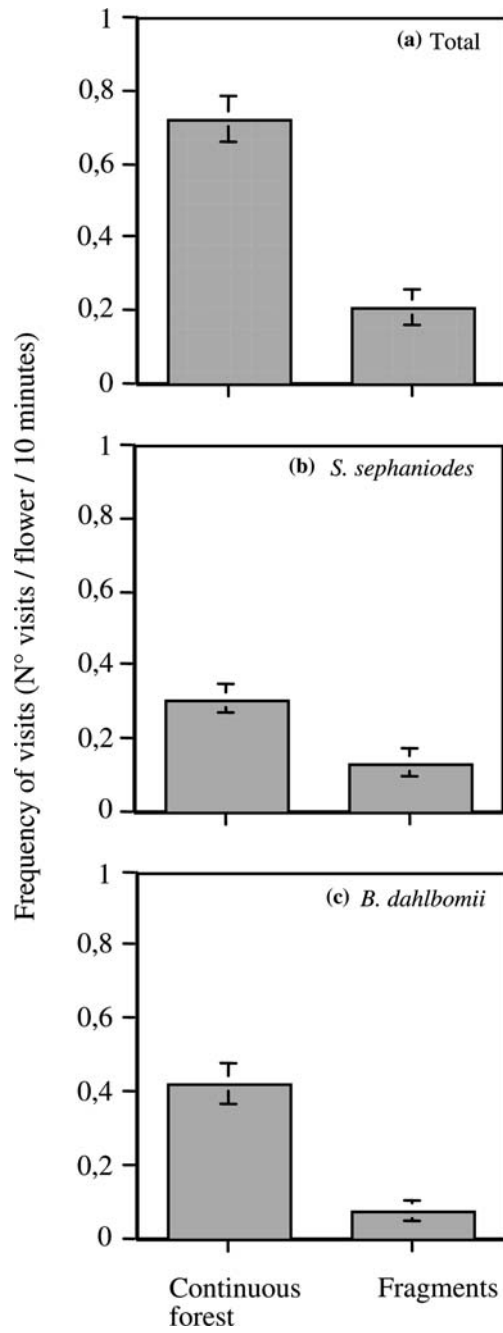 Frequency of visits (N° visits / flower / 10 minutes)
(a) Total
1
0,8
0,6
0,4
0,2
0
(b) S. sephaniodes
1
0,8
0,6
0,4
0,2
0
(c) B. dahlbomii
1
0,8
0,6
0,4
0,2
0
Continuous
forest
Fragments